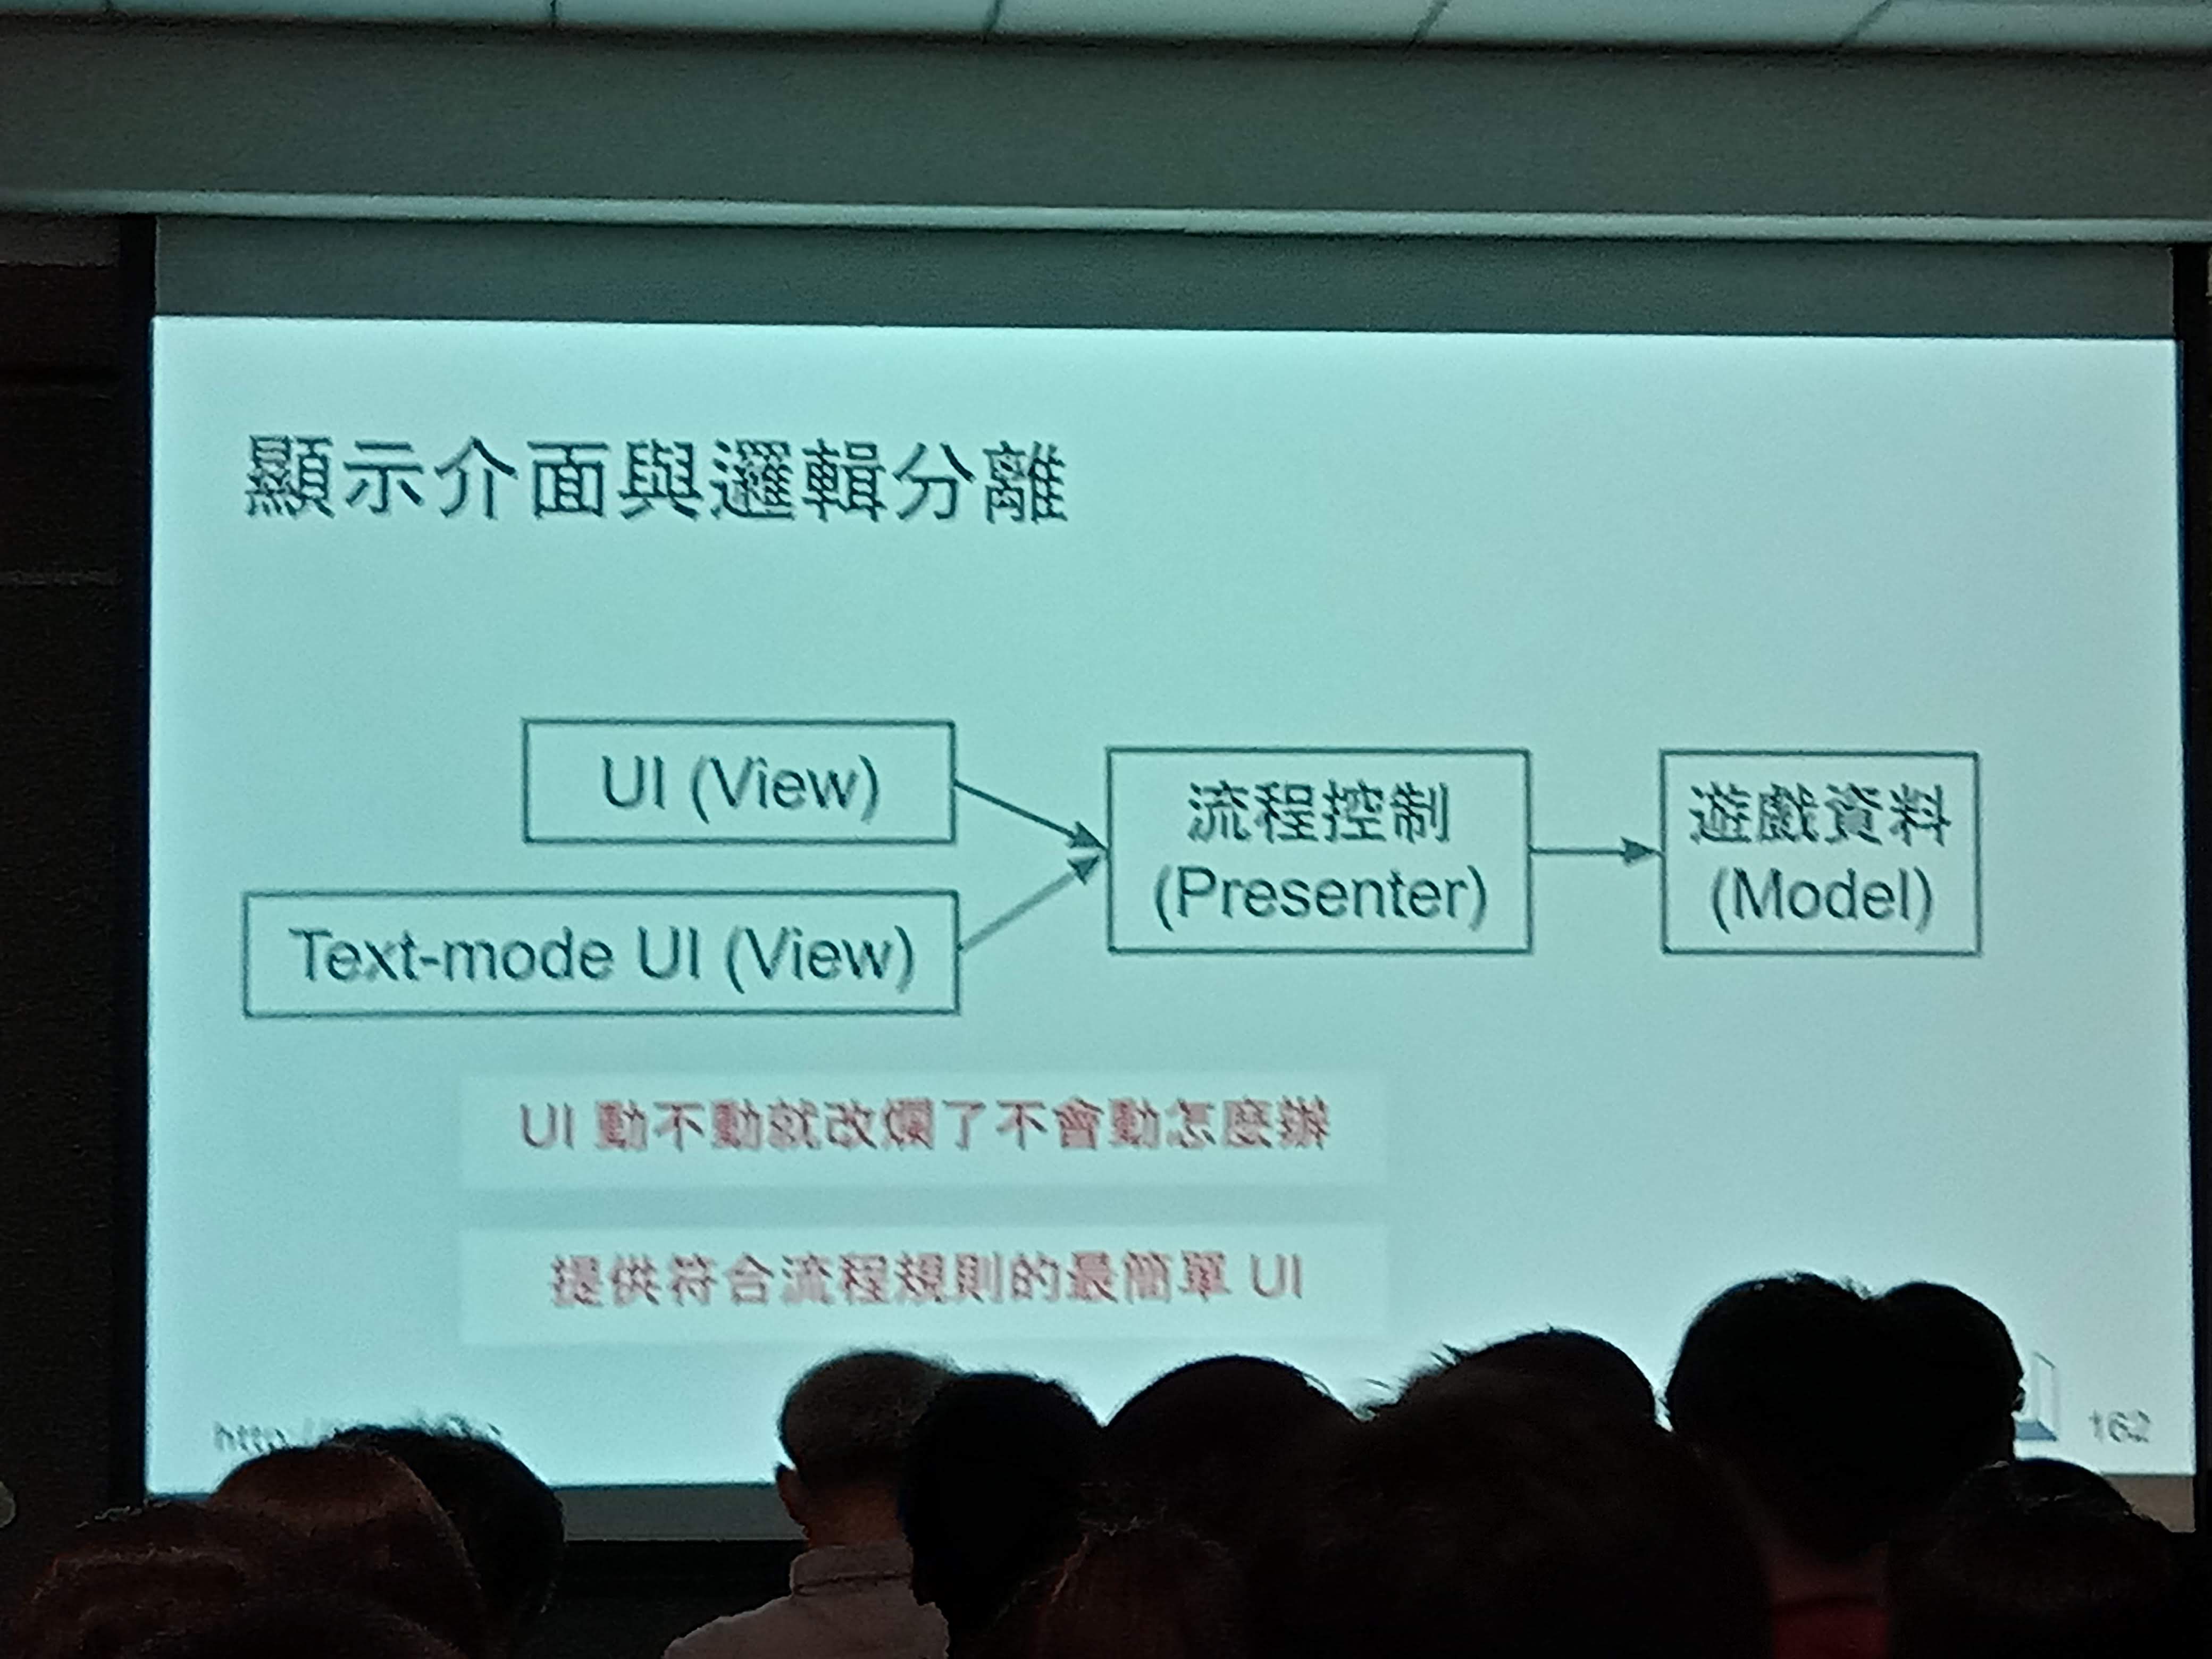 顯示介面與邏輯分離
UI (View)
Text-mode UI (View)
流程控制
(Presenter)
遊戲資料
(Model)
UI 動不動就改爛了不會動怎麼辦
提供符合流程規則的最簡單 UI
162